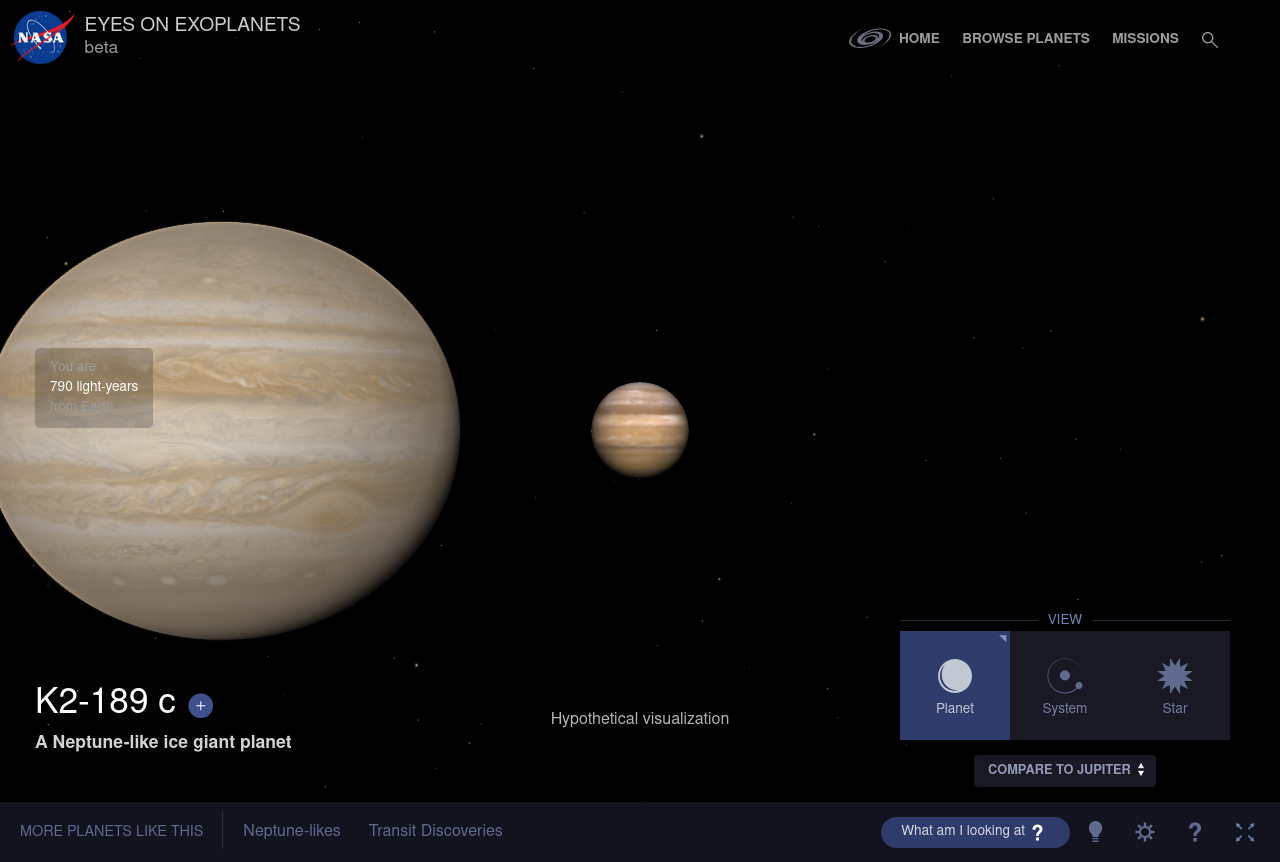 NASA
EYES ON EXOPLANETS
beta
HOME
BROWSE PLANETS
MISSIONS
You are
790 light-years
from Earth
K2-189 c +
A Neptune-like ice giant planet
Hypothetical visualization
VIEW
Planet
System
Star
COMPARE TO JUPITER
MORE PLANETS LIKE THIS
Neptune-likes
Transit Discoveries
What am I looking at ?
?